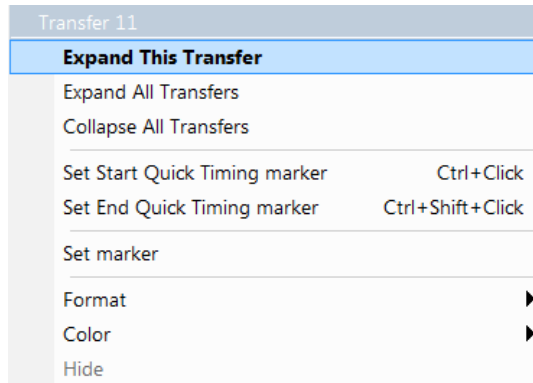 Transfer 11
Expand This Transfer
Expand All Transfers
Collapse All Transfers
Set Start Quick Timing marker Ctrl+Click
Set End Quick Timing marker Ctrl+Shift+Click
Set marker
Format
Color
Hide